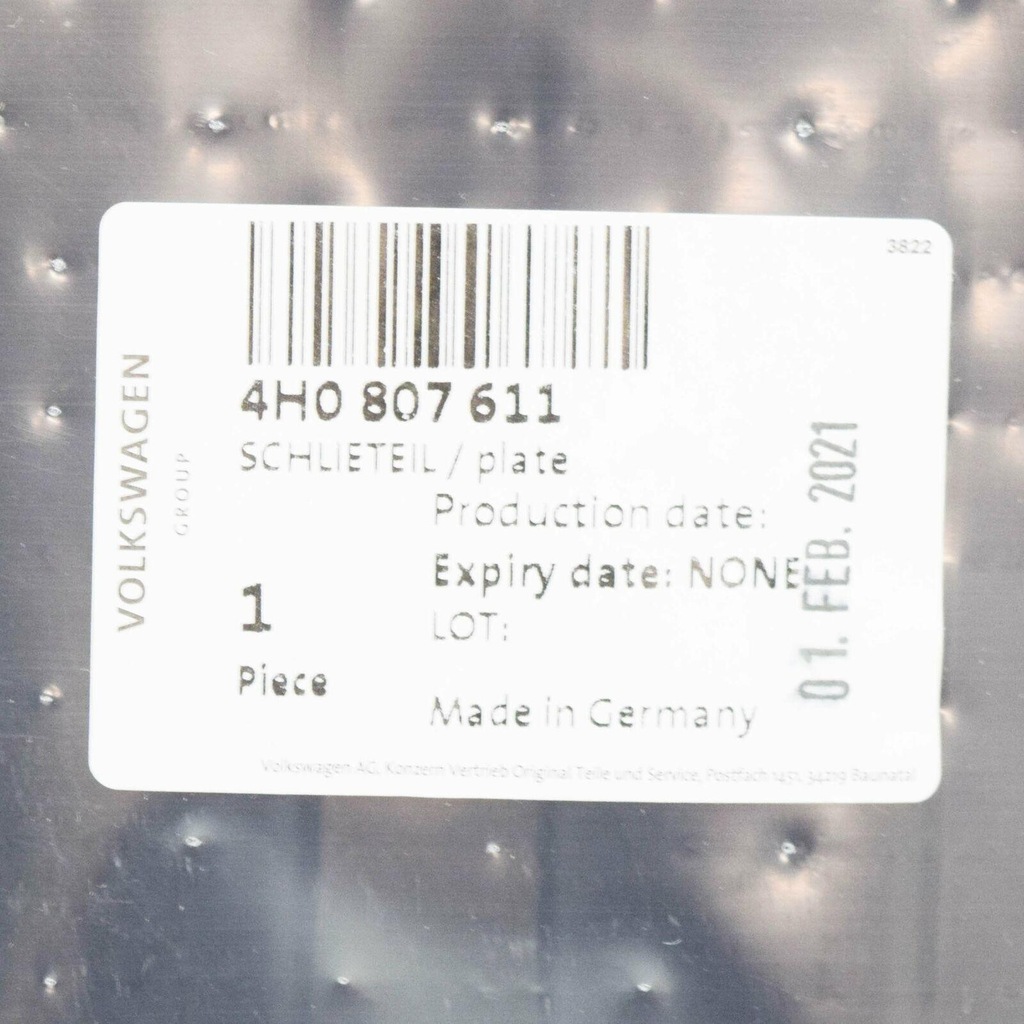 3822
VOLKSWAGEN
GROUP
4H0 807 611
SCHLIETEIL / plate
Production date:
Expiry date: NONE
01. FEB. 2021
LOT:
1
Piece
Made in Germany
Volkswagen AG, Konzern Vertrieb Original Teile und Service, Postfach 1451, 34219 Baunatal